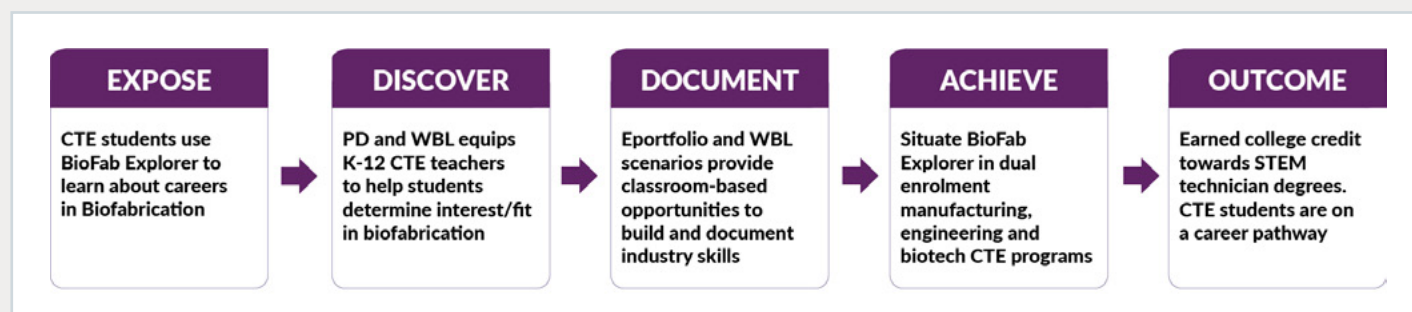 EXPOSE
CTE students use
BioFab Explorer to
learn about careers
in Biofabrication
DISCOVER
PD and WBL equips
K-12 CTE teachers
to help students
determine interest/fit
in biofabrication
DOCUMENT
Eportfolio and WBL
scenarios provide
classroom-based
opportunities to
build and document
industry skills
ACHIEVE
Situate BioFab
Explorer in dual
enrolment
manufacturing,
engineering and
biotech CTE programs
OUTCOME
Earned college credit
towards STEM
technician degrees.
CTE students are on
a career pathway